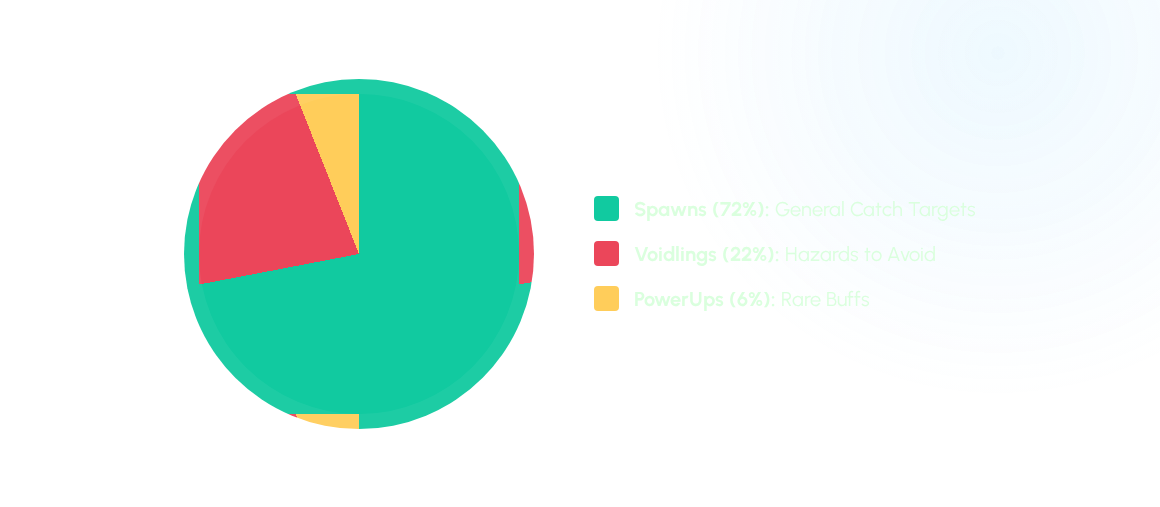 Spawns (72%): General Catch Targets
Voidlings (22%): Hazards to Avoid
PowerUps (6%): Rare Buffs